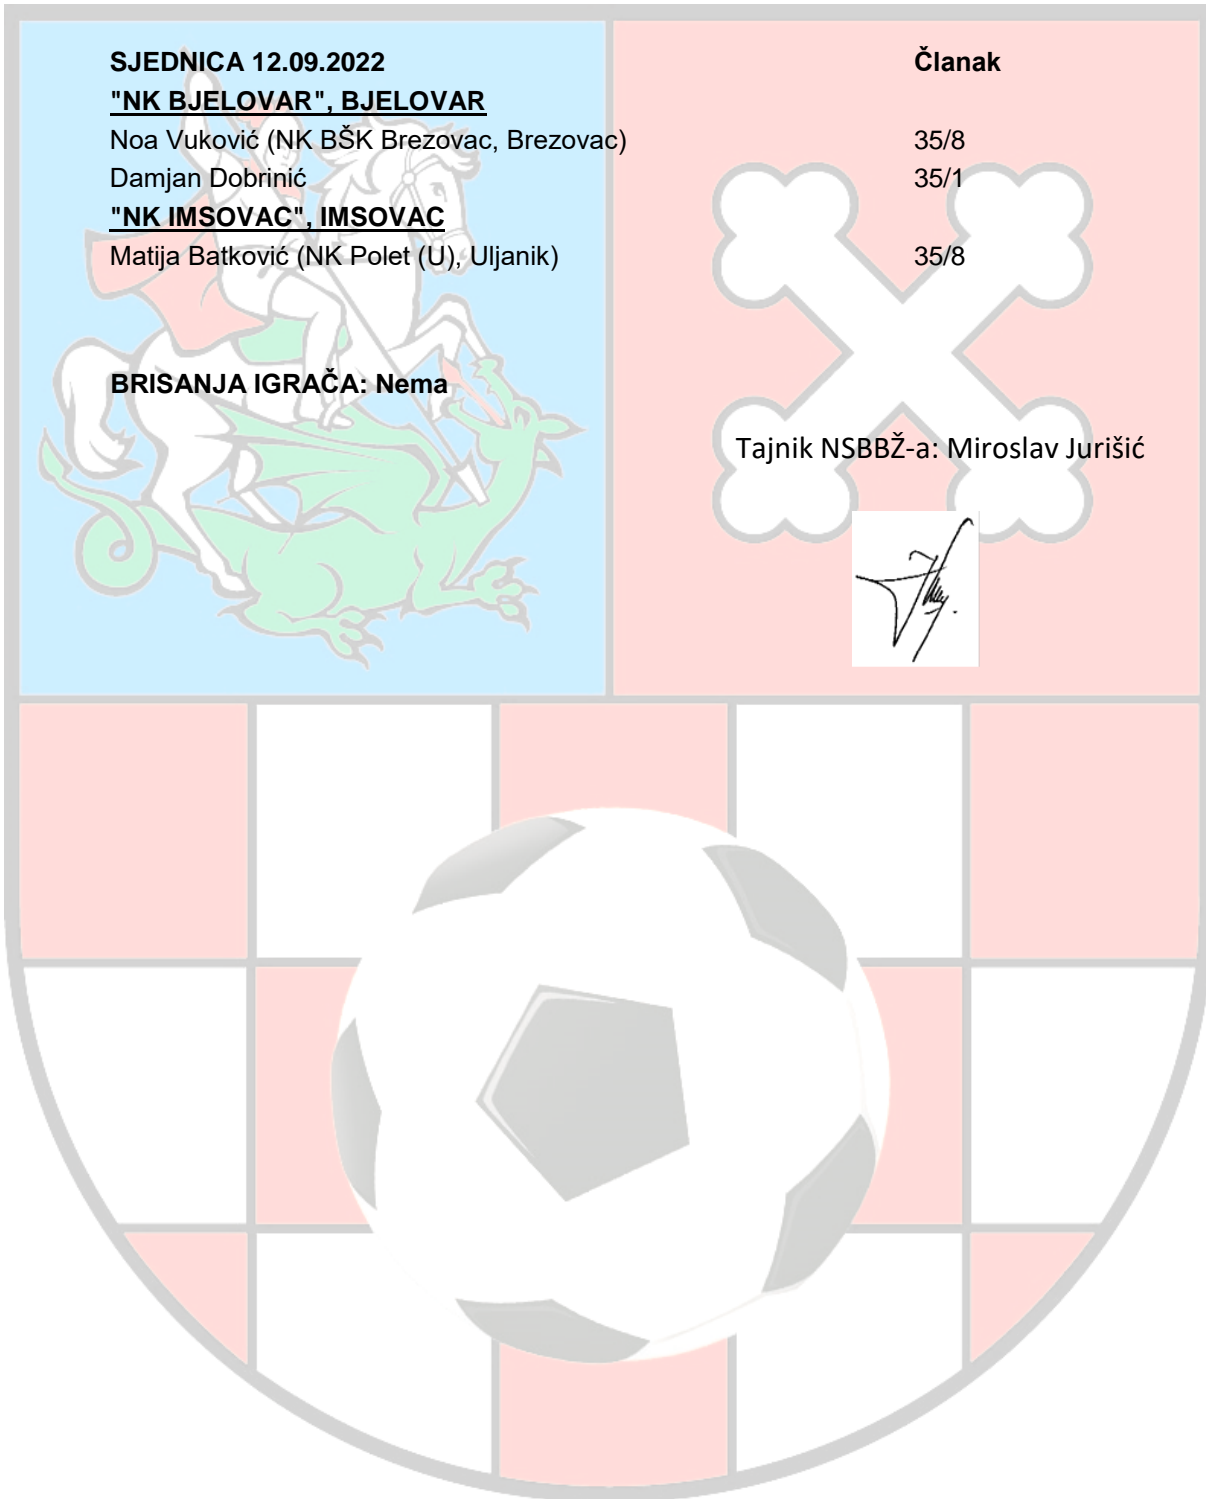 SJEDNICA 12.09.2022 Članak
"NK BJELOVAR", BJELOVAR
Noa Vuković (NK BŠK Brezovac, Brezovac) 35/8
Damjan Dobrinić 35/1
"NK IMSOVAC", IMSOVAC
Matija Batković (NK Polet (U), Uljanik) 35/8
BRISANJA IGRAČA: Nema
Tajnik NSBBŽ-a: Miroslav Jurišić